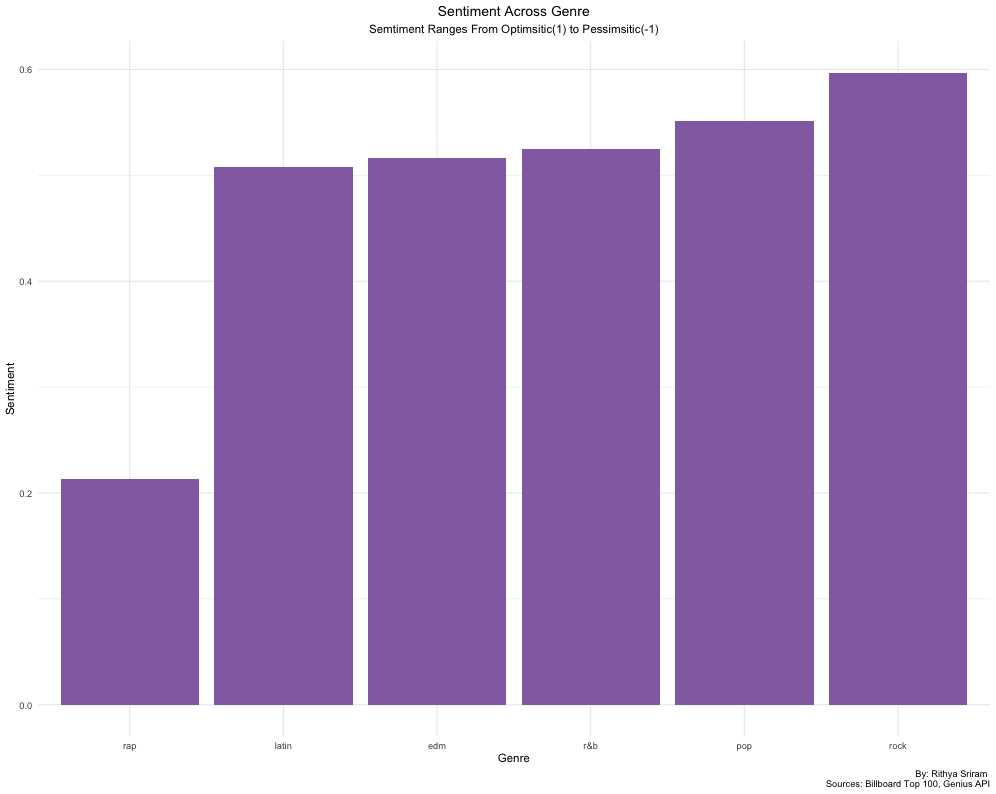 Sentiment Across Genre
Semtiment Ranges From Optimsitic(1) to Pessimsitic(-1)
0.6
0.4
0.2
0.0
Sentiment
rap latin edm r&b pop rock
Genre
By: Rithya Sriram
Sources: Billboard Top 100, Genius API